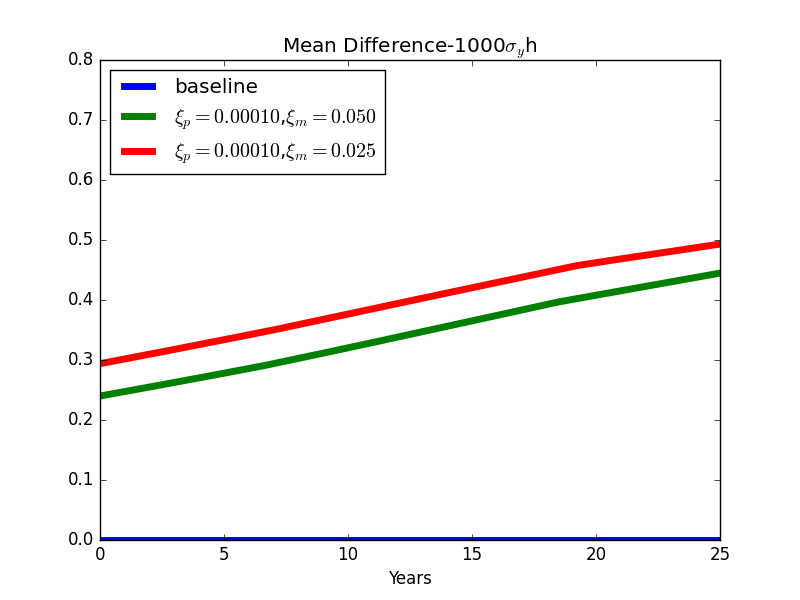 Mean Difference-1000σ_yh
0.8
baseline
ξ_p = 0.00010,ξ_m = 0.050
ξ_p = 0.00010,ξ_m = 0.025
0.7
0.6
0.5
0.4
0.3
0.2
0.1
0.0
0 5 10 15 20 25
Years